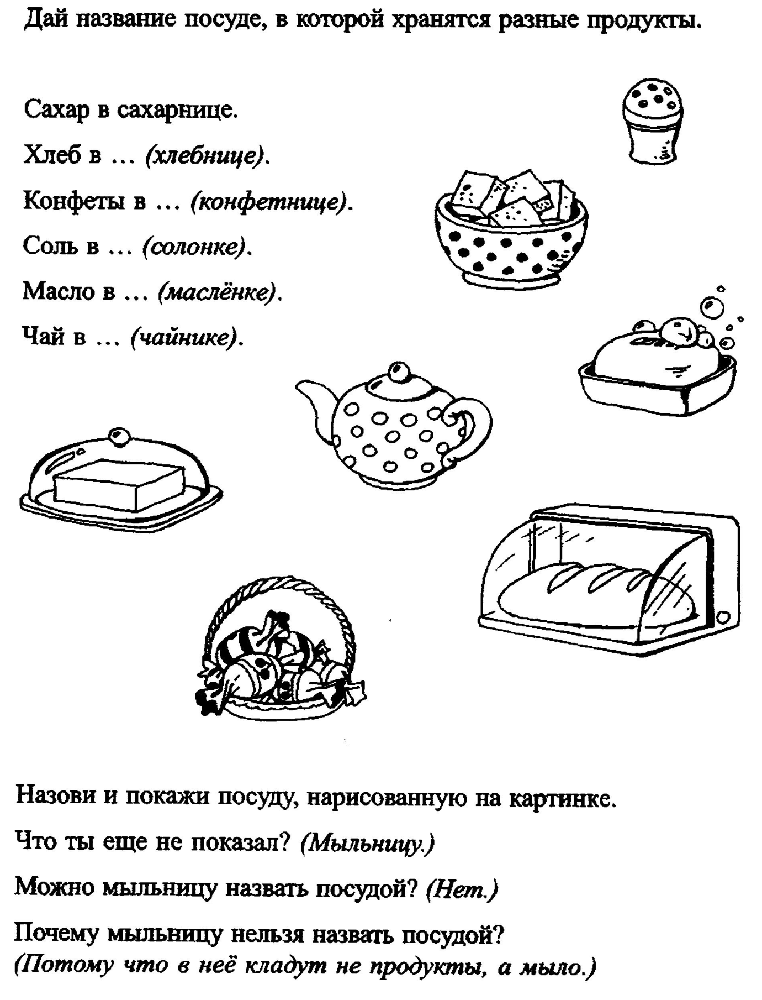 Дай название посуде, в которой хранятся разные продукты.
Сахар в сахарнице.
Хлеб в ... (хлебнице).
Конфеты в ... (конфетнице).
Соль в ... (солонке).
Масло в ... (маслёнке).
Чай в ... (чайнике).
Назови и покажи посуду, нарисованную на картинке.
Что ты еще не показал? (Мыльницу.)
Можно мыльницу назвать посудой? (Нет.)
Почему мыльницу нельзя назвать посудой?
(Потому что в неё кладут не продукты, а мыло.)